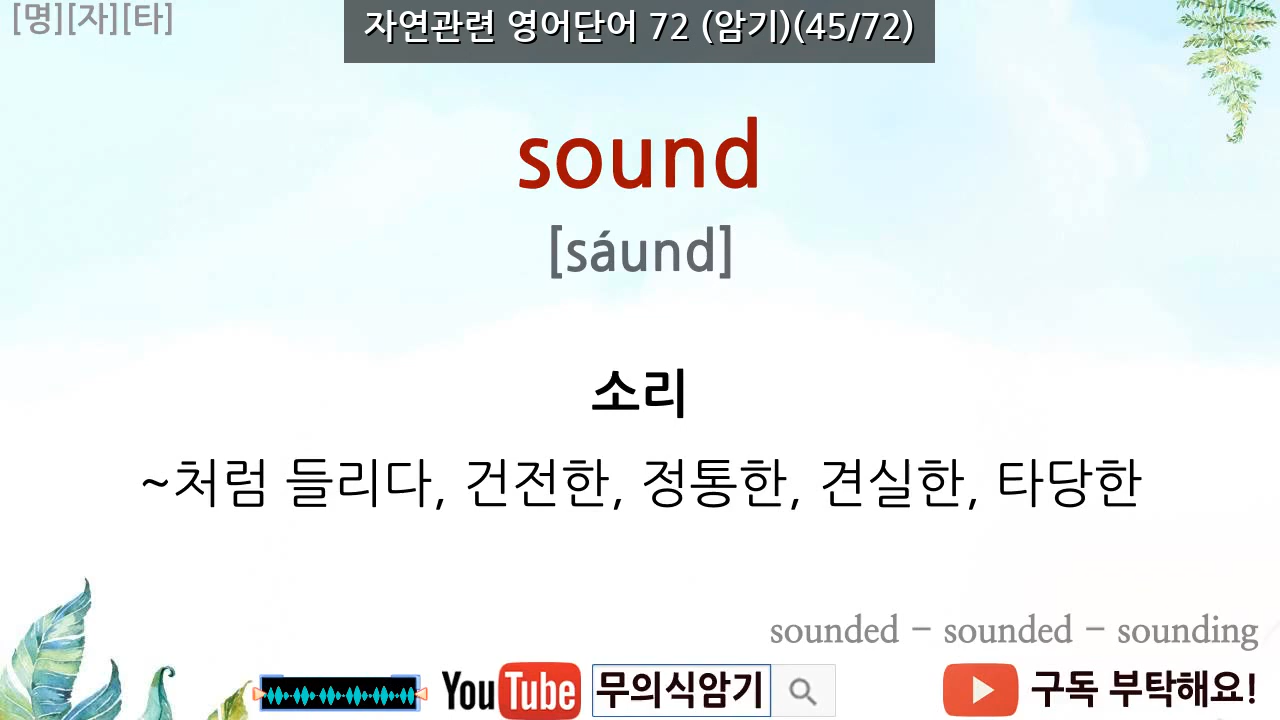 [명][자][타]
자연관련 영어단어 72 (암기)(45/72)
sound
[sáund]
소리
~처럼 들리다, 건전한, 정통한, 견실한, 타당한
sounded - sounded - sounding
YouTube 무의식암기
구독 부탁해요!